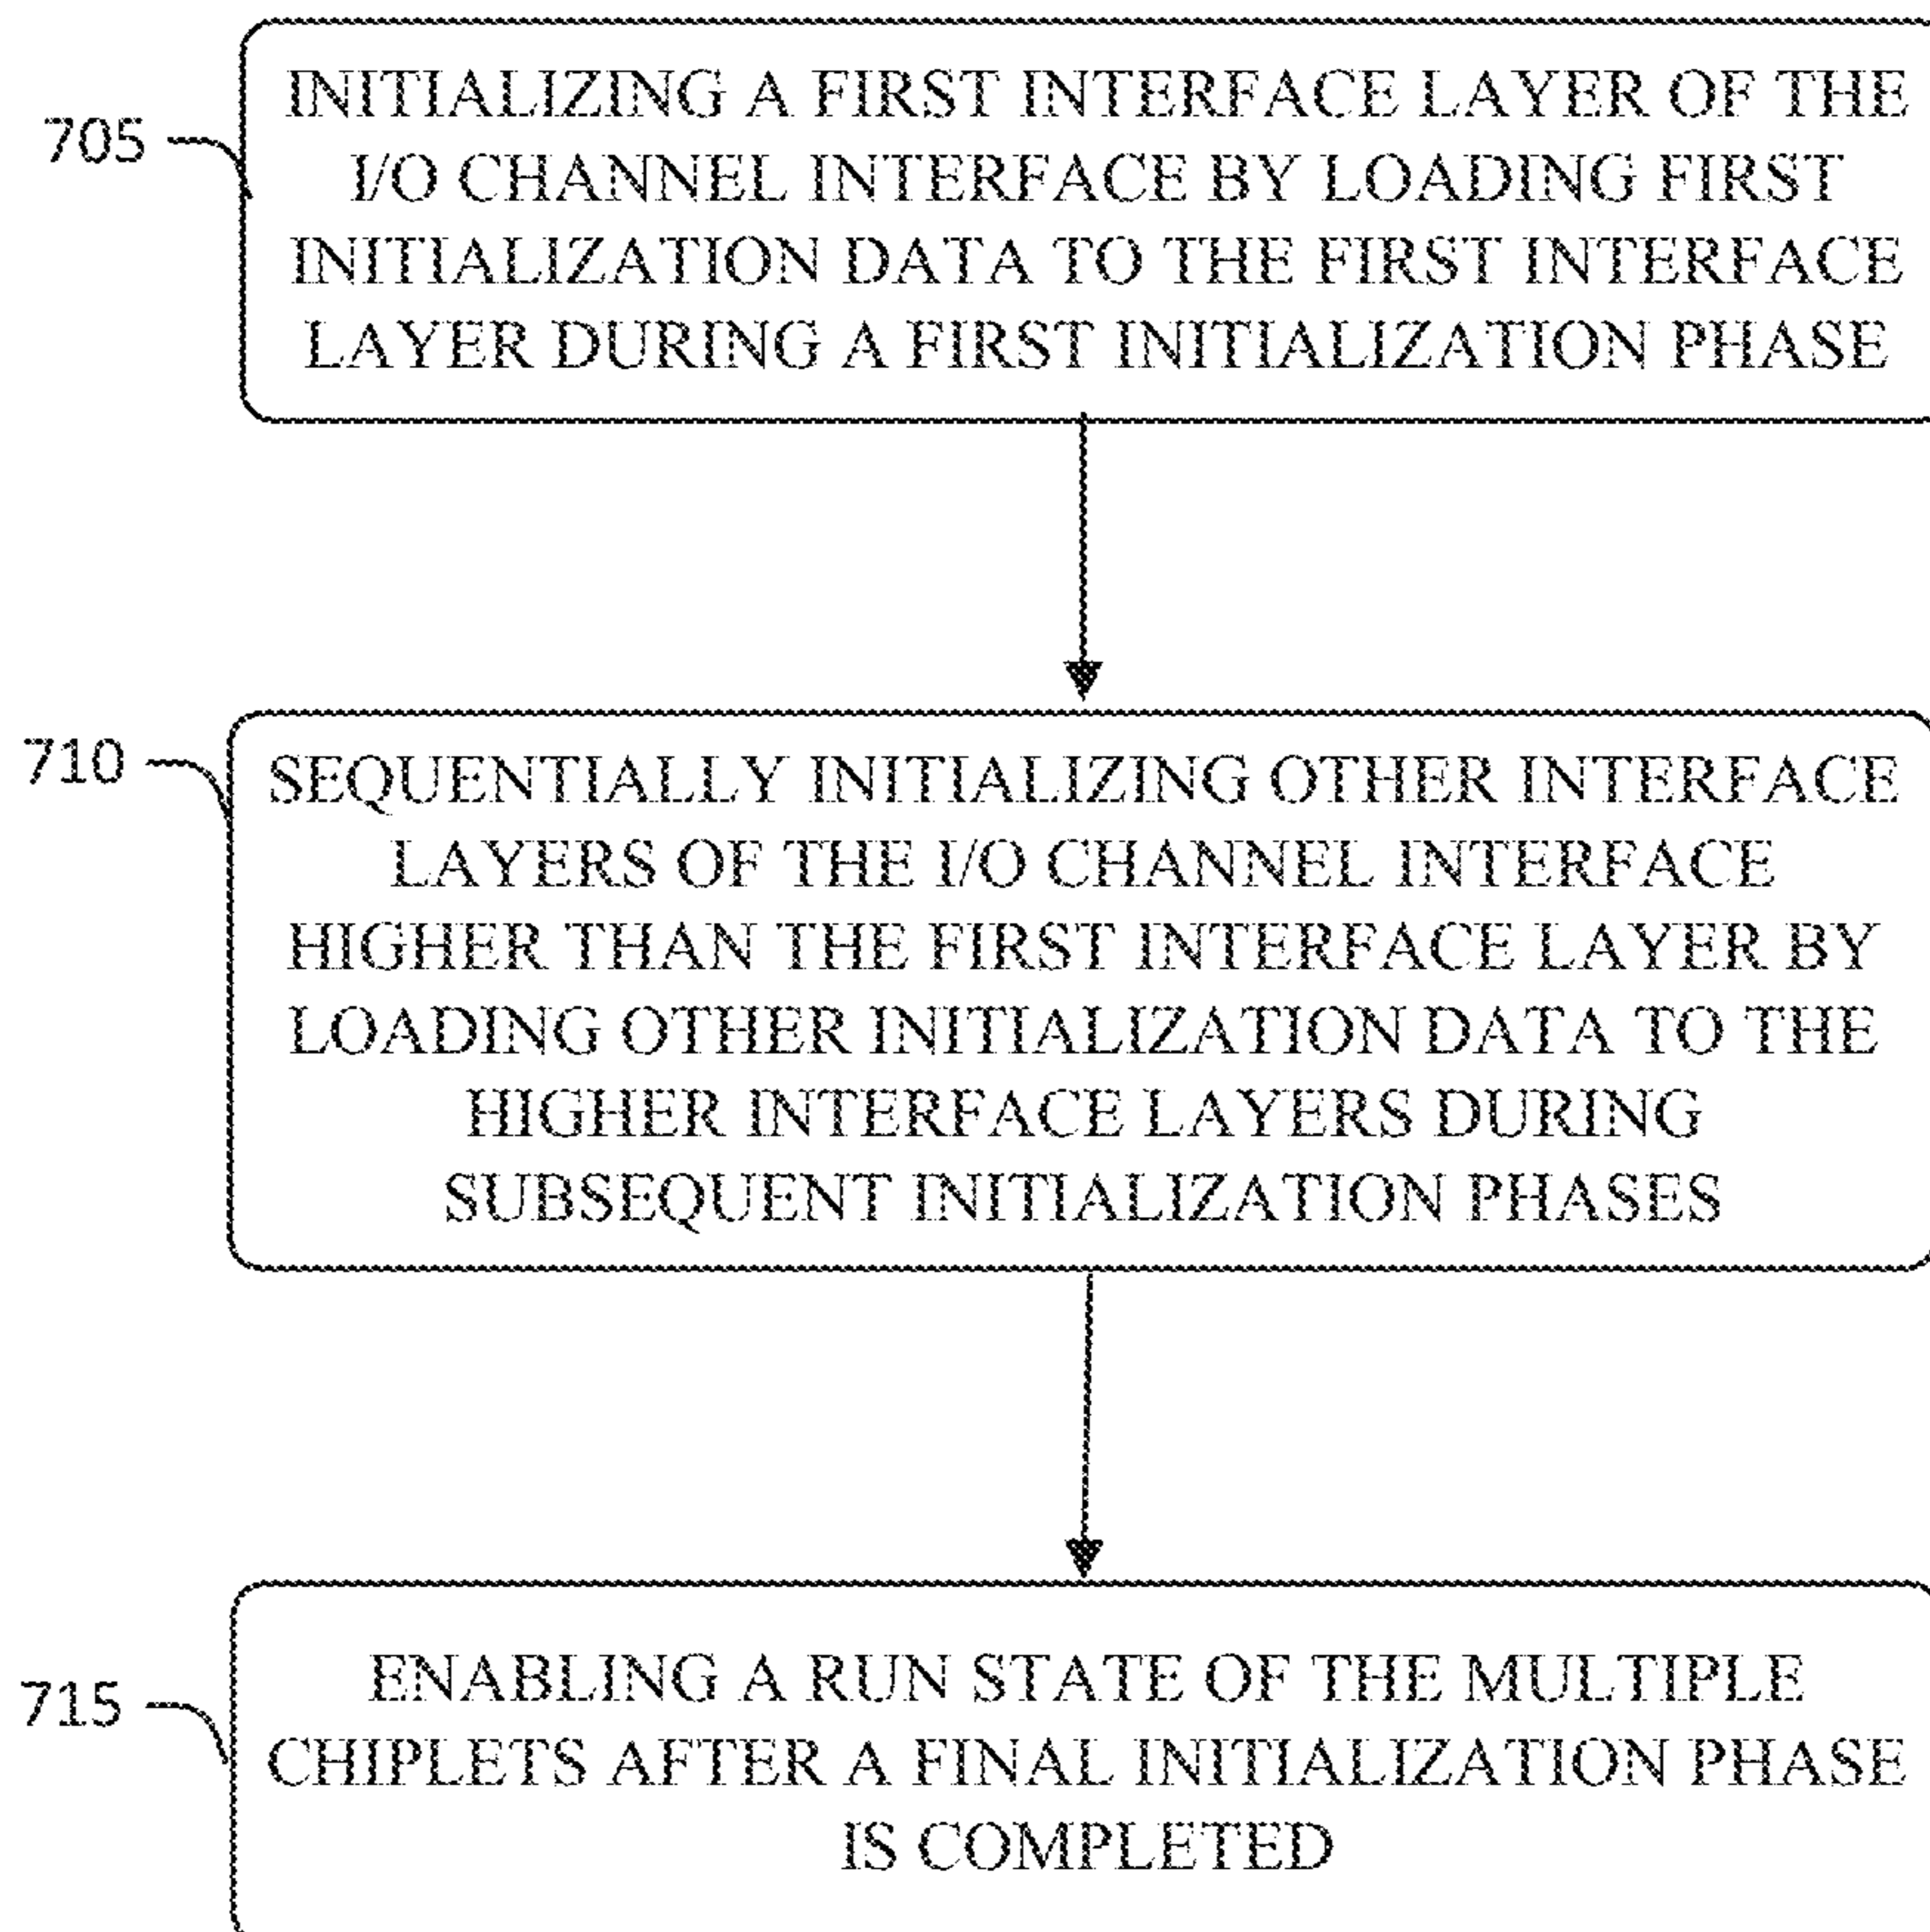 705
INITIALIZING A FIRST INTERFACE LAYER OF THE
I/O CHANNEL INTERFACE BY LOADING FIRST
INITIALIZATION DATA TO THE FIRST INTERFACE
LAYER DURING A FIRST INITIALIZATION PHASE
710
SEQUENTIALLY INITIALIZING OTHER INTERFACE
LAYERS OF THE I/O CHANNEL INTERFACE
HIGHER THAN THE FIRST INTERFACE LAYER BY
LOADING OTHER INITIALIZATION DATA TO THE
HIGHER INTERFACE LAYERS DURING
SUBSEQUENT INITIALIZATION PHASES
715
ENABLING A RUN STATE OF THE MULTIPLE
CHIPLETS AFTER A FINAL INITIALIZATION PHASE
IS COMPLETED